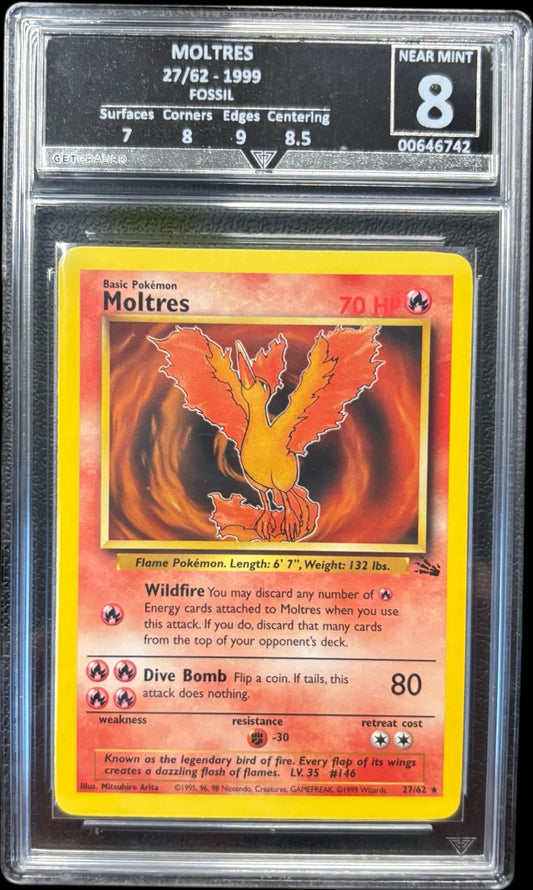 MOLTRES
27/62 - 1999
FOSSIL
Surfaces Corners Edges Centering
7 8 9 8.5
NEAR MINT
8
00646742
GETGRADED
Basic Pokémon
Moltres
70 HP
Flame Pokémon. Length: 6' 7", Weight: 132 lbs.
Wildfire You may discard any number of
Energy cards attached to Moltres when you use
this attack. If you do, discard that many cards
from the top of your opponent's deck.
Dive Bomb Flip a coin. If tails, this
attack does nothing.
80
weakness resistance retreat cost
-30
Known as the legendary bird of fire. Every flap of its wings
creates a dazzling flash of flames. LV. 35 #146
Illus. Mitsuhiro Arita ©1995, 96, 98 Nintendo, Creatures, GAMEFREAK. ©1999 Wizards. 27/62 ★